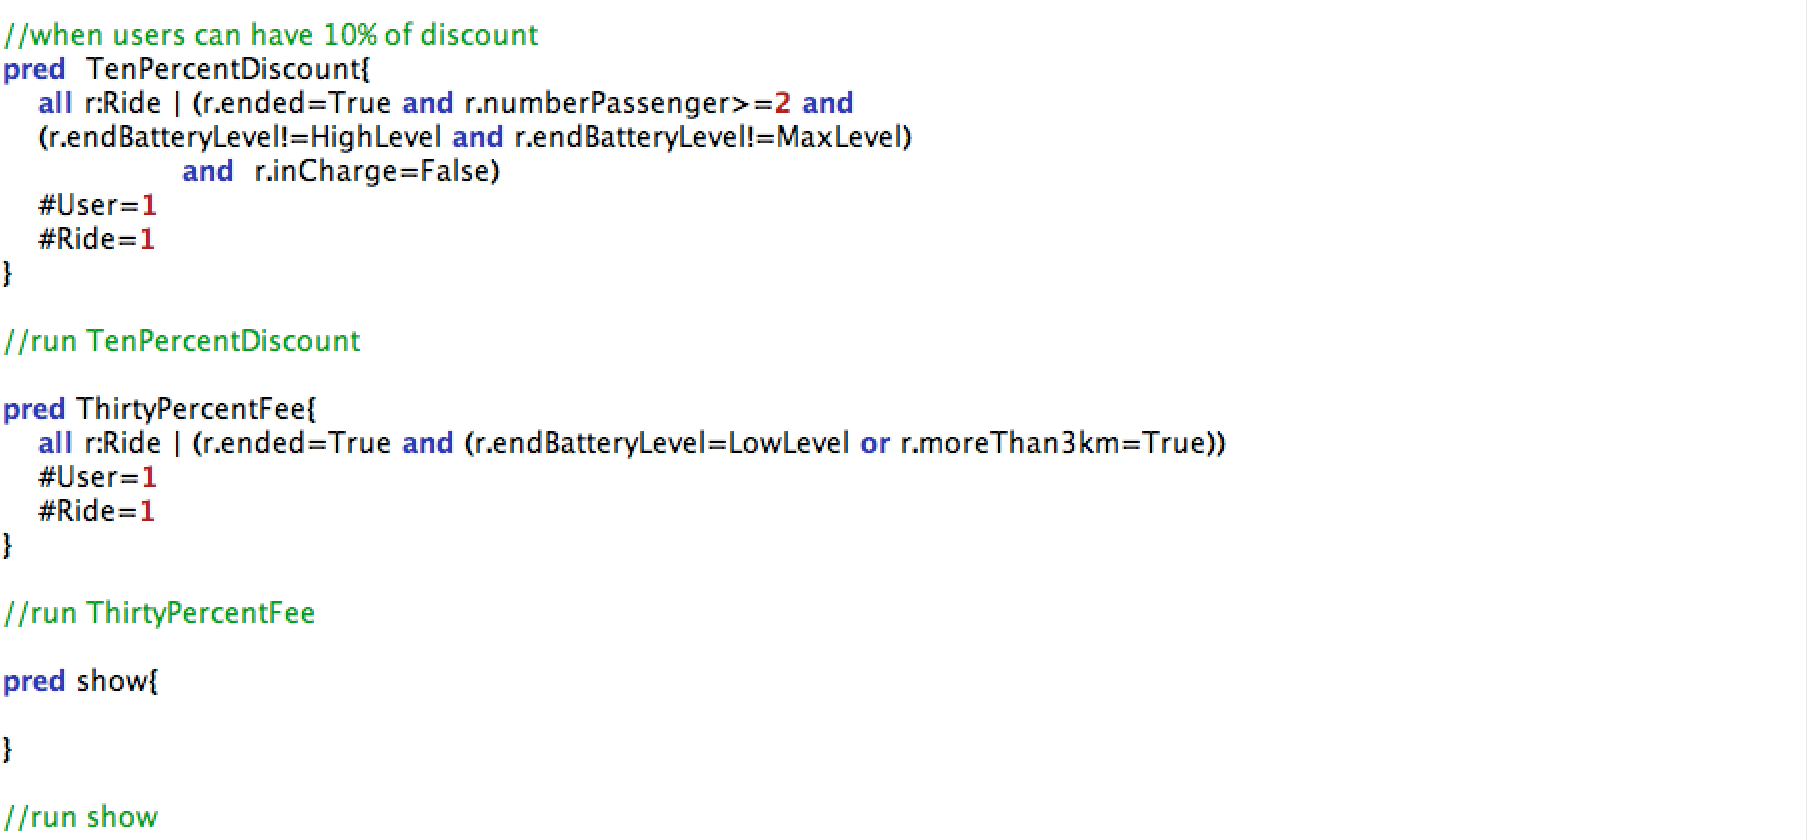 //when users can have 10% of discount
pred  TenPercentDiscount{
all r:Ride | (r.ended=True and r.numberPassenger>=2 and
(r.endBatteryLevel!=HighLevel and r.endBatteryLevel!=MaxLevel)
and  r.inCharge=False)
#User=1
#Ride=1
}
//run TenPercentDiscount
pred ThirtyPercentFee{
all r:Ride | (r.ended=True and (r.endBatteryLevel=LowLevel or r.moreThan3km=True))
#User=1
#Ride=1
}
//run ThirtyPercentFee
pred show{
}
//run show